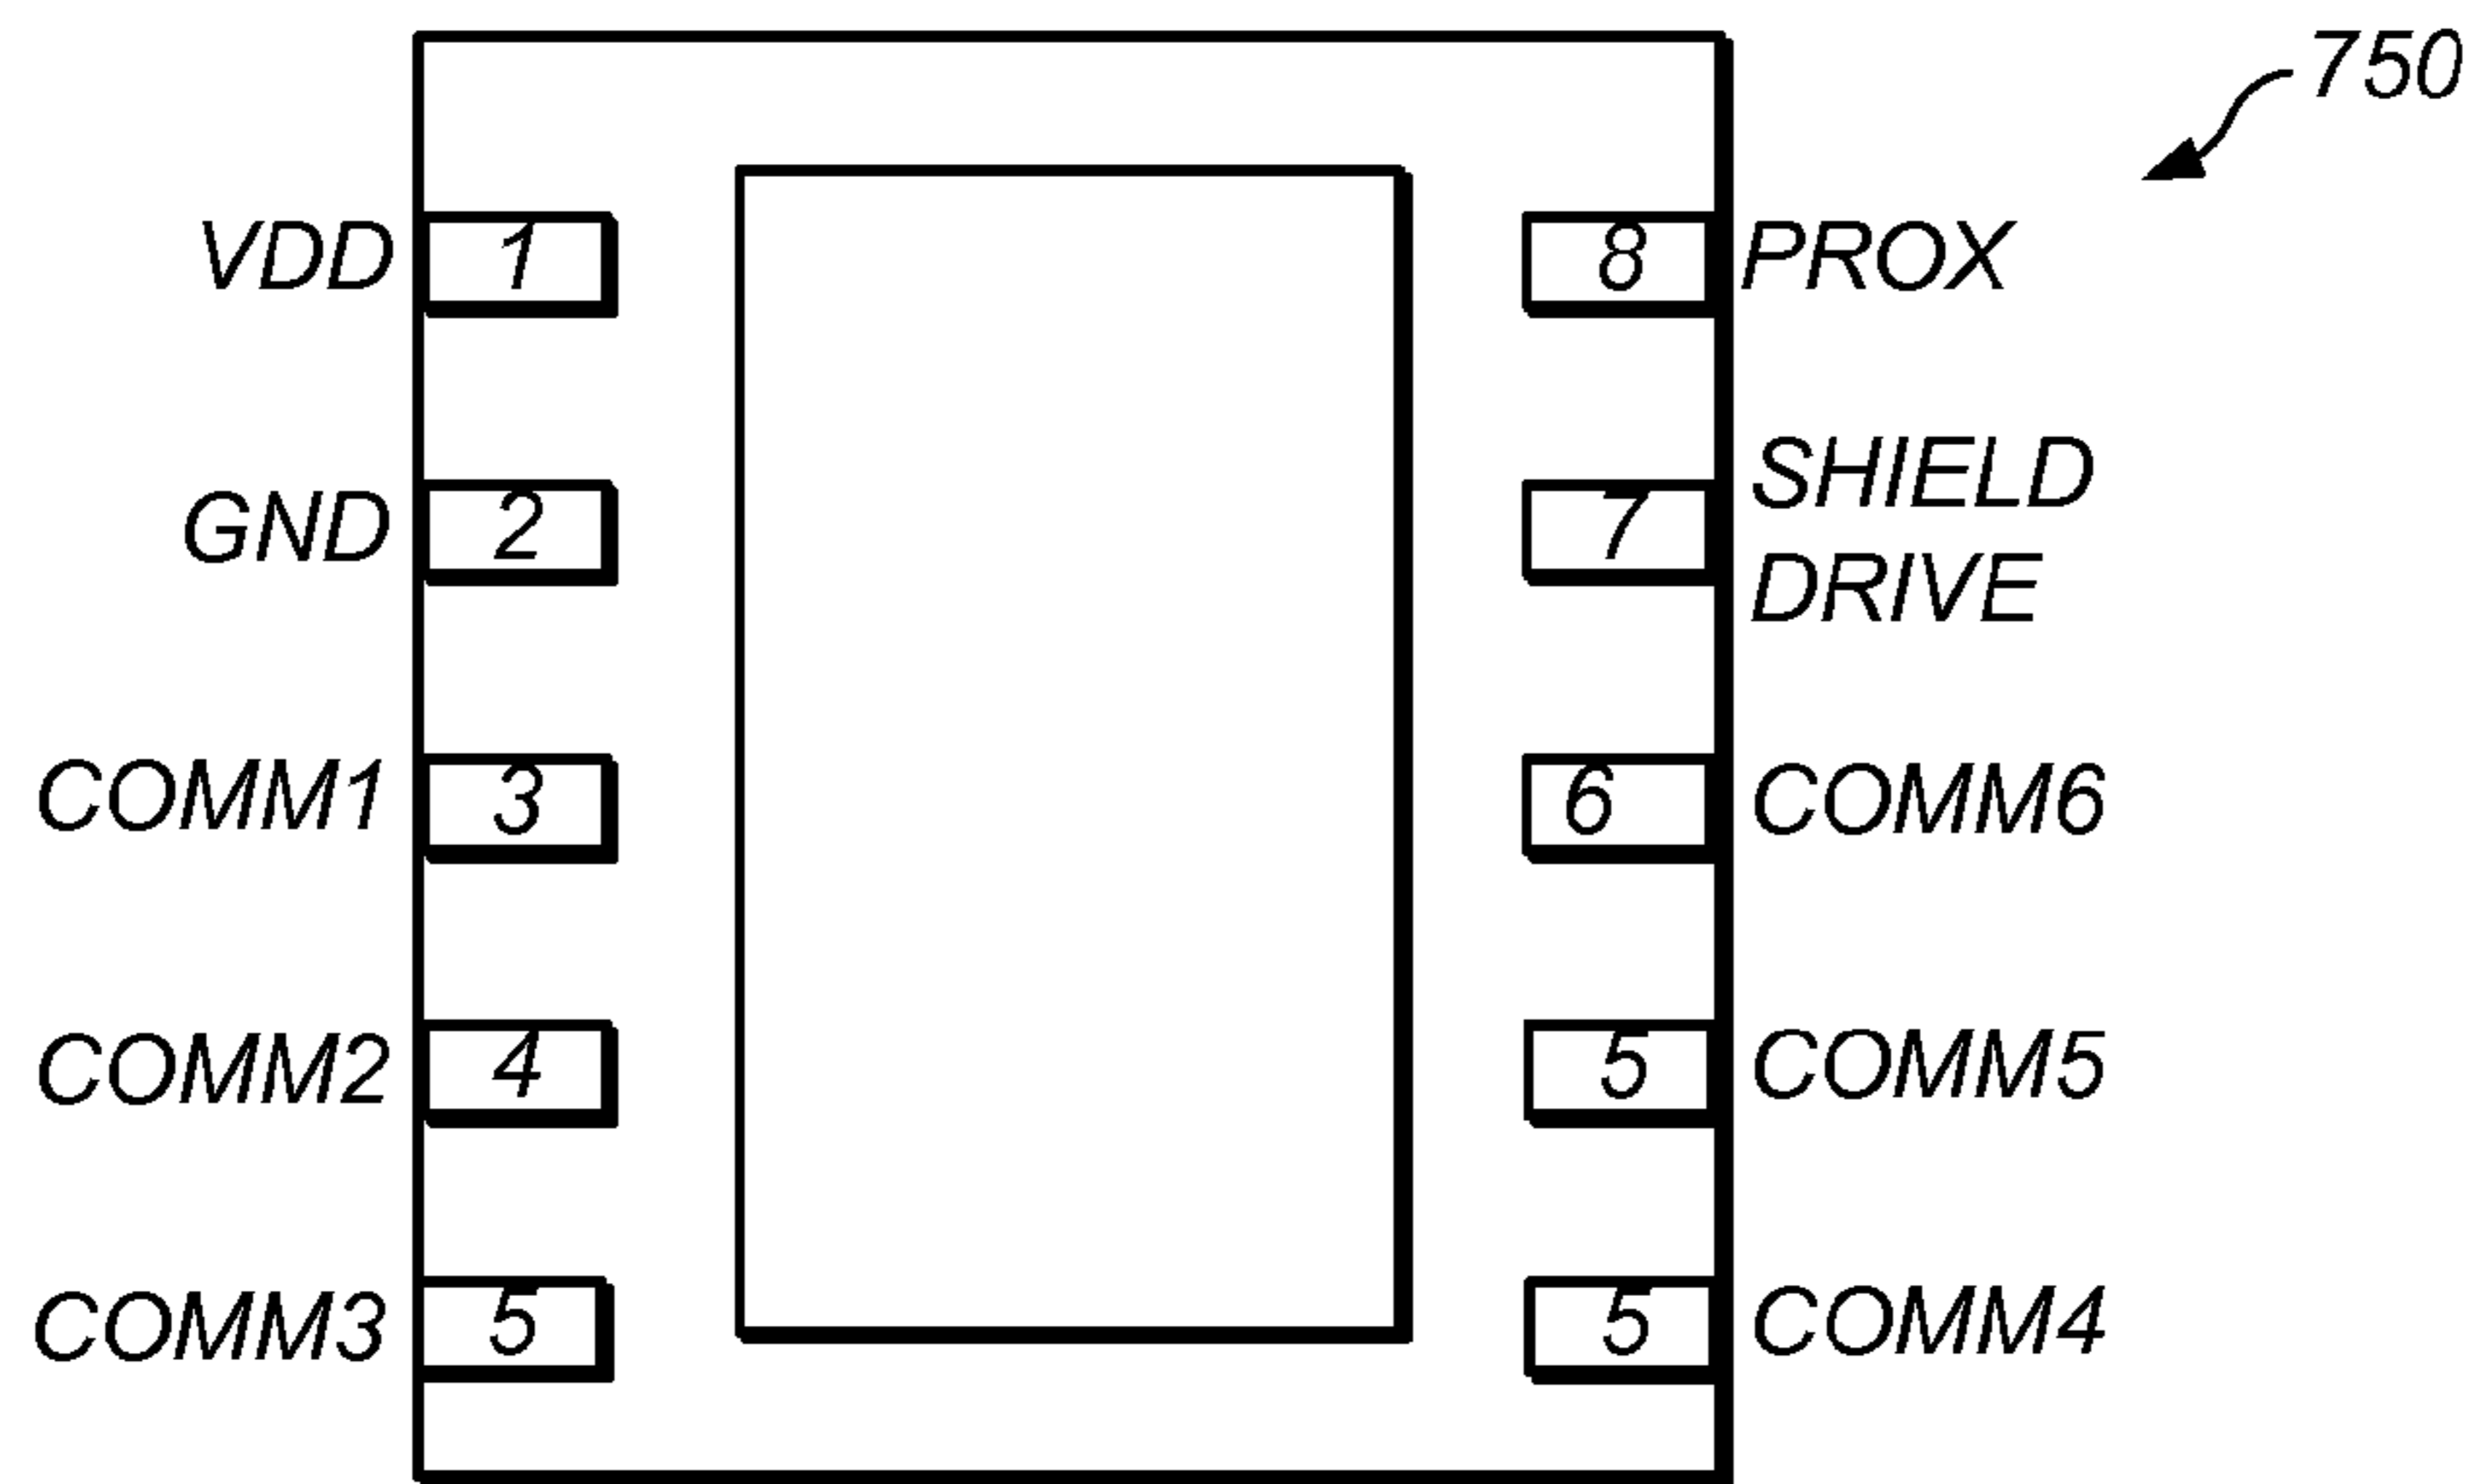 750
VDD 1 8 PROX
GND 2 7 SHIELD
DRIVE
COMM1 3 6 COMM6
COMM2 4 5 COMM5
COMM3 5 5 COMM4